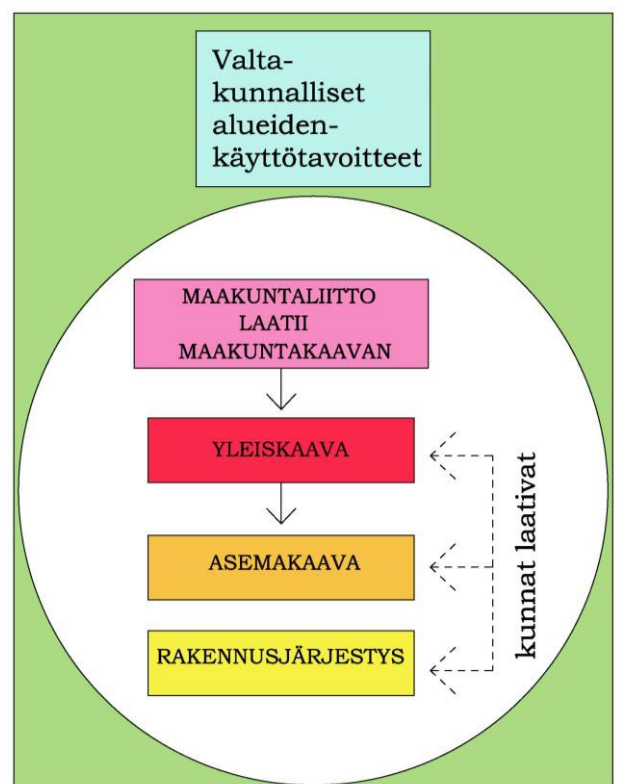 Valta-
kunnalliset
alueiden-
käyttötavoitteet
MAAKUNTALIITTO
LAATII
MAAKUNTAKAAVAN
YLEISKAAVA
ASEMAKAAVA
RAKENNUSJÄRJESTYS
kunnat laativat